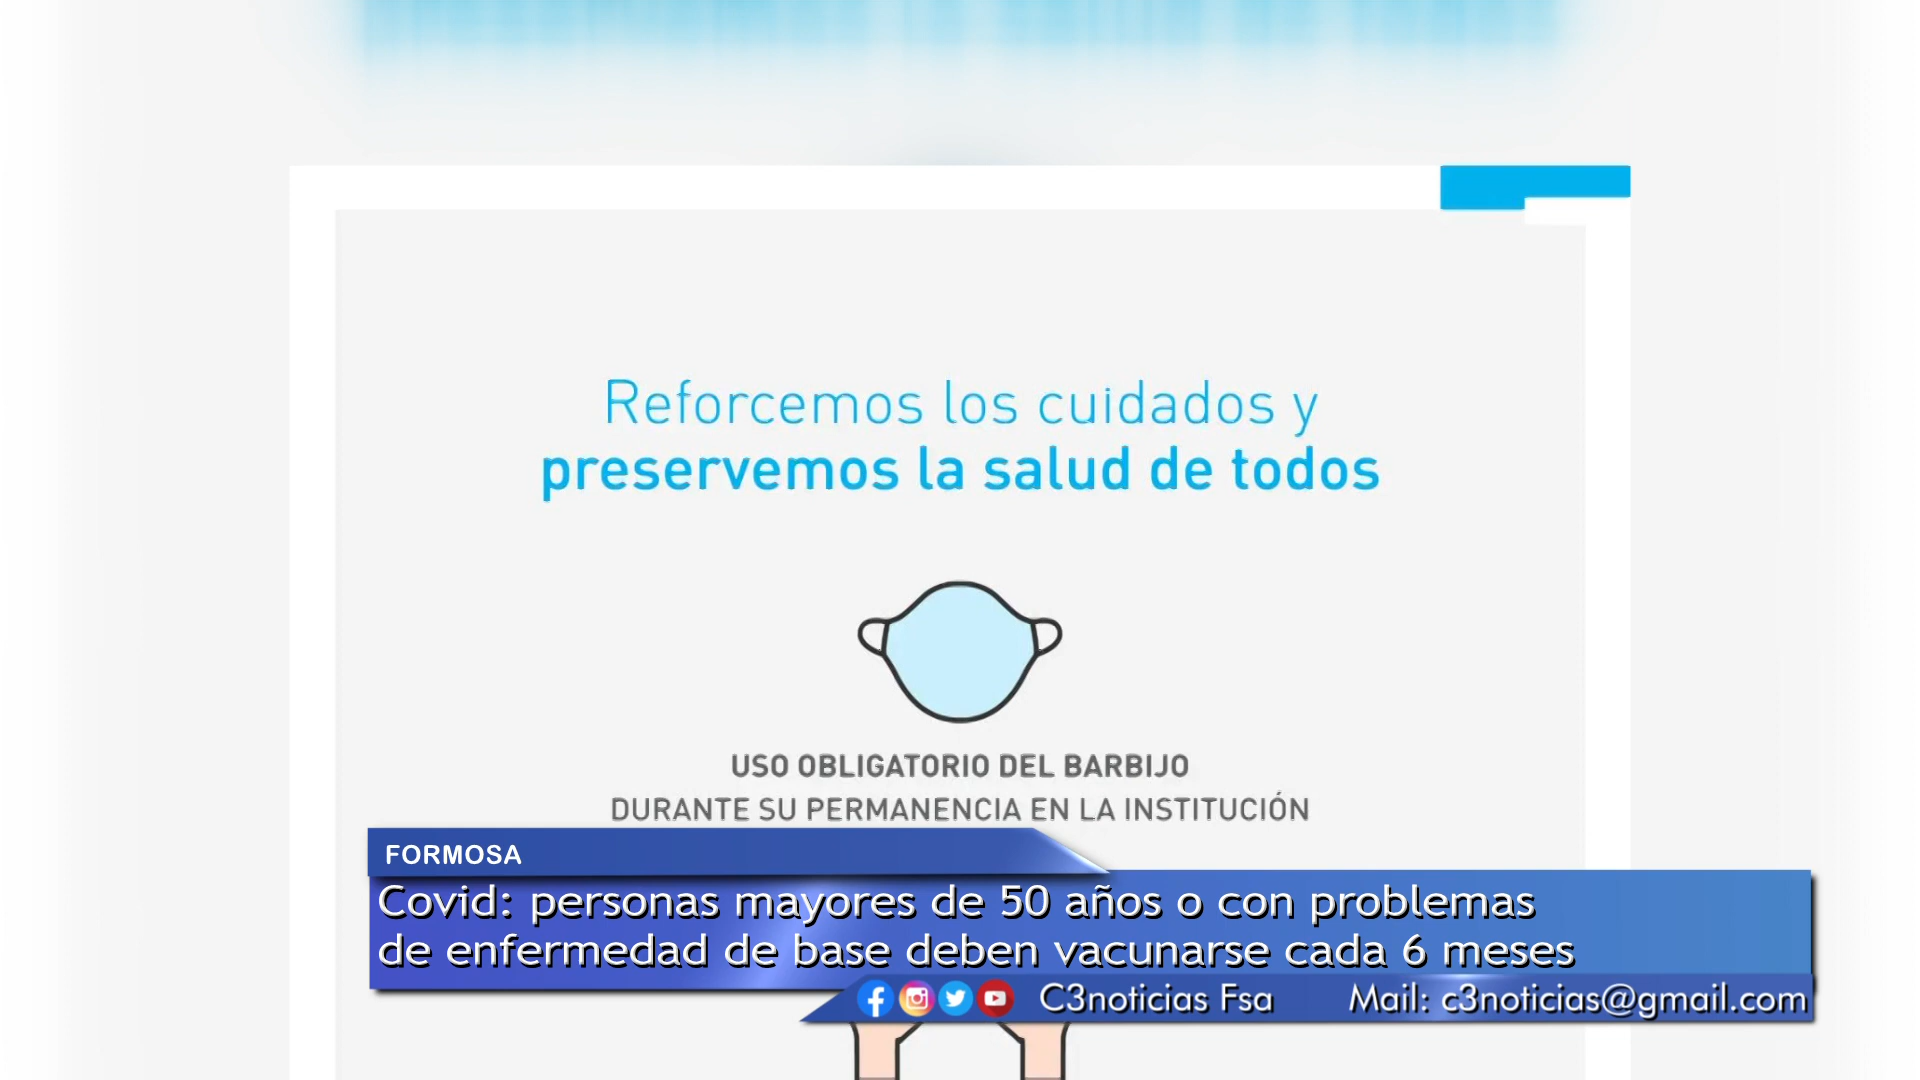 Reforcemos los cuidados y
preservemos la salud de todos
USO OBLIGATORIO DEL BARBIJO
DURANTE SU PERMANENCIA EN LA INSTITUCIÓN
FORMOSA
Covid: personas mayores de 50 años o con problemas
de enfermedad de base deben vacunarse cada 6 meses
C3noticias Fsa Mail: c3noticias@gmail.com